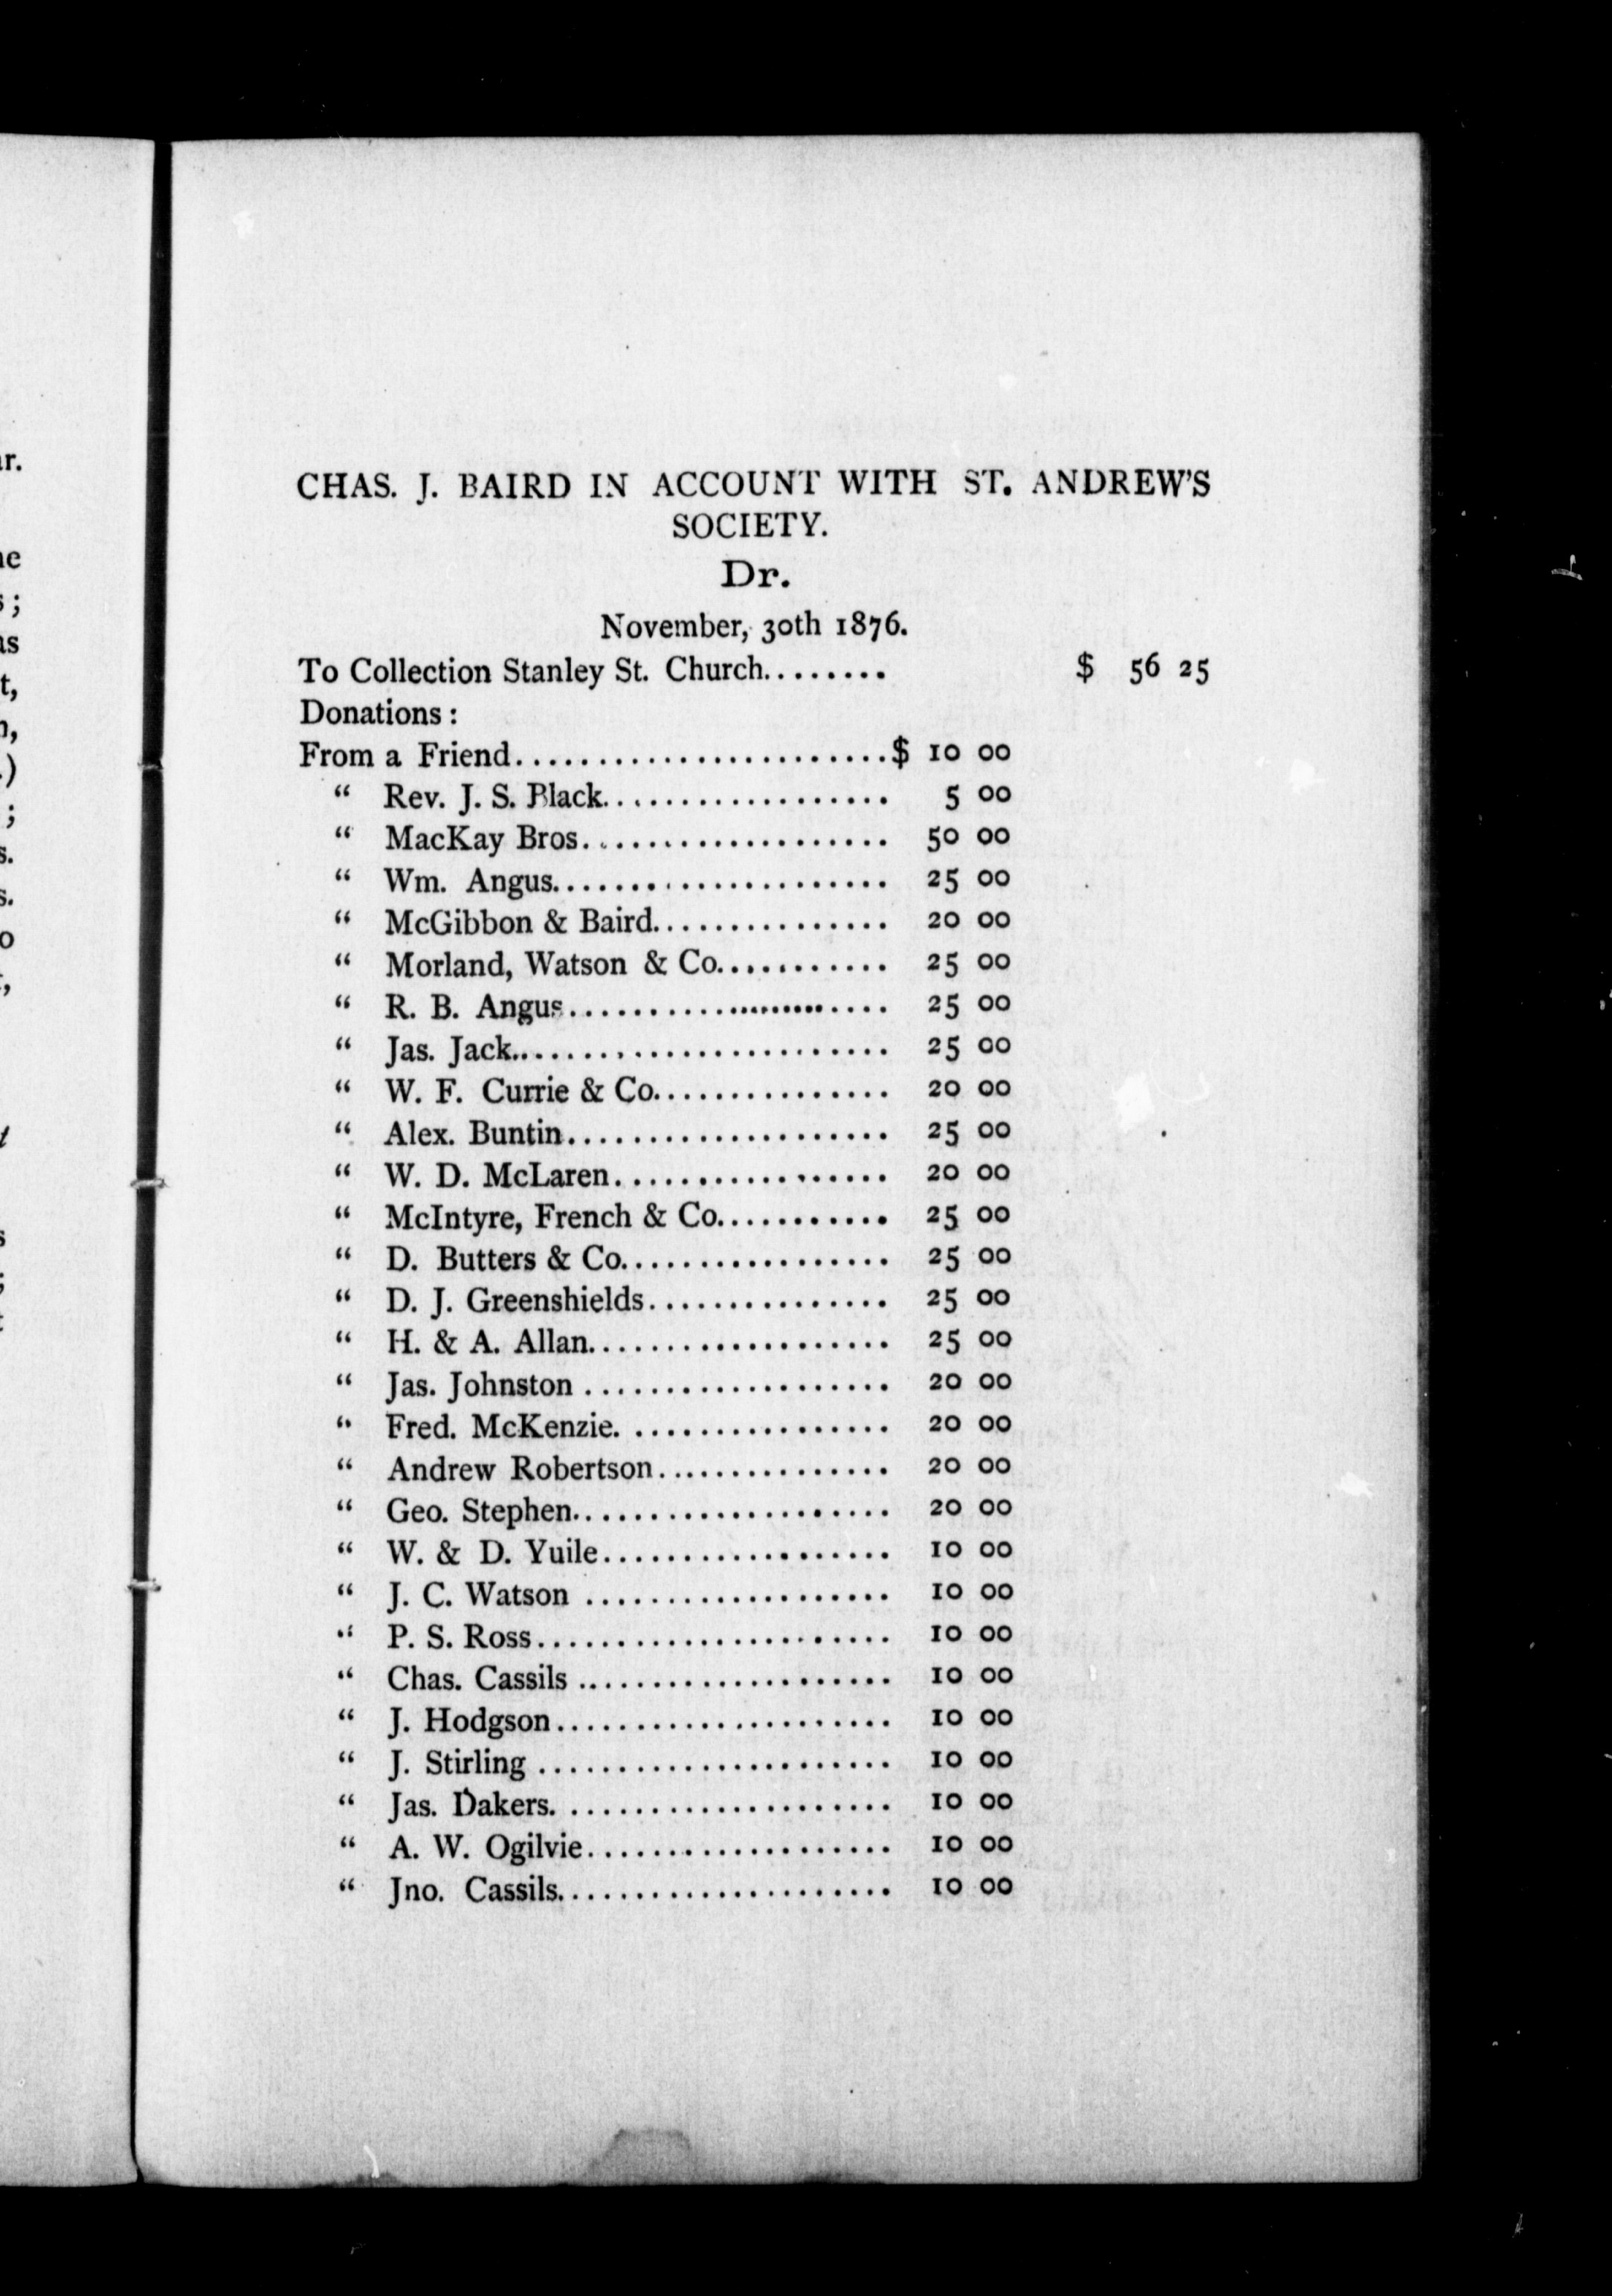 CHAS. J. BAIRD IN ACCOUNT WITH ST. ANDREW'S
SOCIETY.
Dr.
November, 30th 1876.
To Collection Stanley St. Church........ $ 56 25
Donations :
From a Friend........................$ 10 00
“ Rev. J. S. Black.................. 5 00
“ MacKay Bros.................... 50 00
“ Wm. Angus..................... 25 00
“ McGibbon & Baird............... 20 00
“ Morland, Watson & Co........... 25 00
“ R. B. Angus....................... 25 00
“ Jas. Jack........................ 25 00
“ W. F. Currie & Co............... 20 00
“ Alex. Buntin..................... 25 00
“ W. D. McLaren.................. 20 00
“ McIntyre, French & Co........... 25 00
“ D. Butters & Co................. 25 00
“ D. J. Greenshields............... 25 00
“ H. & A. Allan................... 25 00
“ Jas. Johnston .................... 20 00
“ Fred. McKenzie. ................. 20 00
“ Andrew Robertson............... 20 00
“ Geo. Stephen.................... 20 00
“ W. & D. Yuile................... 10 00
“ J. C. Watson .................... 10 00
“ P. S. Ross....................... 10 00
“ Chas. Cassils .................... 10 00
“ J. Hodgson...................... 10 00
“ J. Stirling ....................... 10 00
“ Jas. Dakers. ..................... 10 00
“ A. W. Ogilvie.................... 10 00
“ Jno. Cassils...................... 10 00